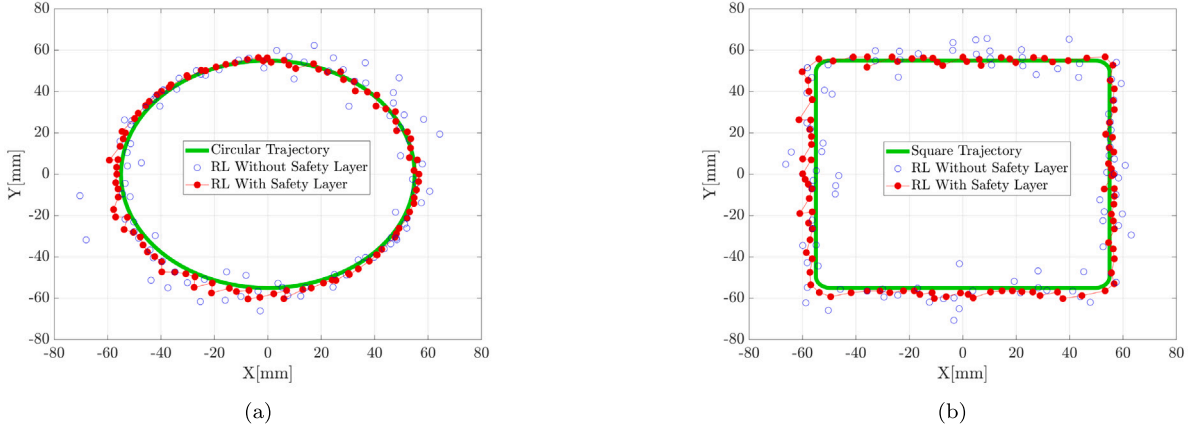 80
60
40
20
0
-20
-40
-60
-80
Y[mm]
Circular Trajectory
RL Without Safety Layer
RL With Safety Layer
-80 -60 -40 -20 0 20 40 60 80
X[mm]
(a)
80
60
40
20
0
-20
-40
-60
-80
Y[mm]
Square Trajectory
RL Without Safety Layer
RL With Safety Layer
-80 -60 -40 -20 0 20 40 60 80
X[mm]
(b)